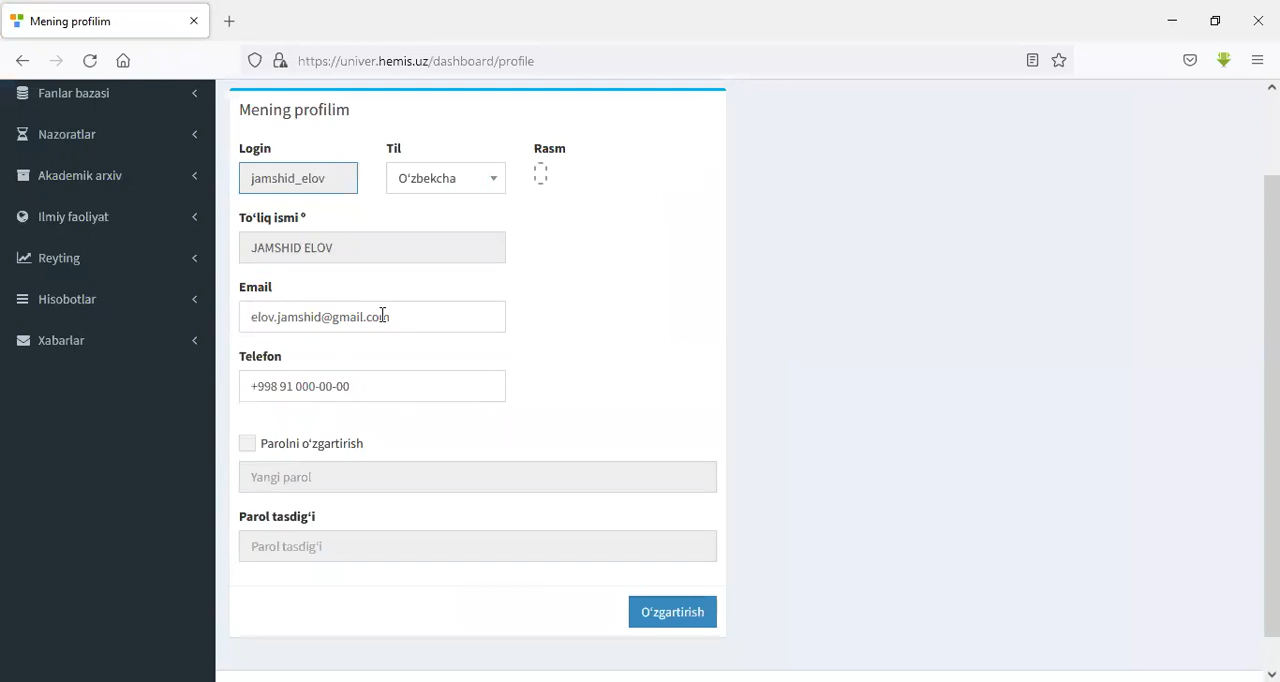 Mening profilim
https://univer.hemis.uz/dashboard/profile
Fanlar bazasi
Nazoratlar
Akademik arxiv
Ilmiy faoliyat
Reyting
Hisobotlar
Xabarlar
Mening profilim
Login Til Rasm
jamshid_elov O‘zbekcha
To‘liq ismi *
JAMSHID ELOV
Email
elov.jamshid@gmail.com
Telefon
+998 91 000-00-00
Parolni o‘zgartirish
Yangi parol
Parol tasdig‘i
Parol tasdig‘i
O‘zgartirish